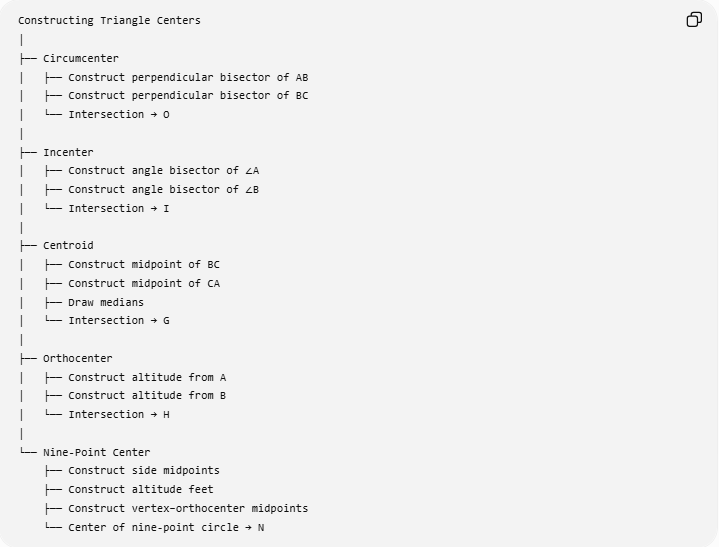 Constructing Triangle Centers
│
├── Circumcenter
│   ├── Construct perpendicular bisector of AB
│   ├── Construct perpendicular bisector of BC
│   └── Intersection → O
│
├── Incenter
│   ├── Construct angle bisector of ∠A
│   ├── Construct angle bisector of ∠B
│   └── Intersection → I
│
├── Centroid
│   ├── Construct midpoint of BC
│   ├── Construct midpoint of CA
│   ├── Draw medians
│   └── Intersection → G
│
├── Orthocenter
│   ├── Construct altitude from A
│   ├── Construct altitude from B
│   └── Intersection → H
│
└── Nine-Point Center
    ├── Construct side midpoints
    ├── Construct altitude feet
    ├── Construct vertex–orthocenter midpoints
    └── Center of nine-point circle → N